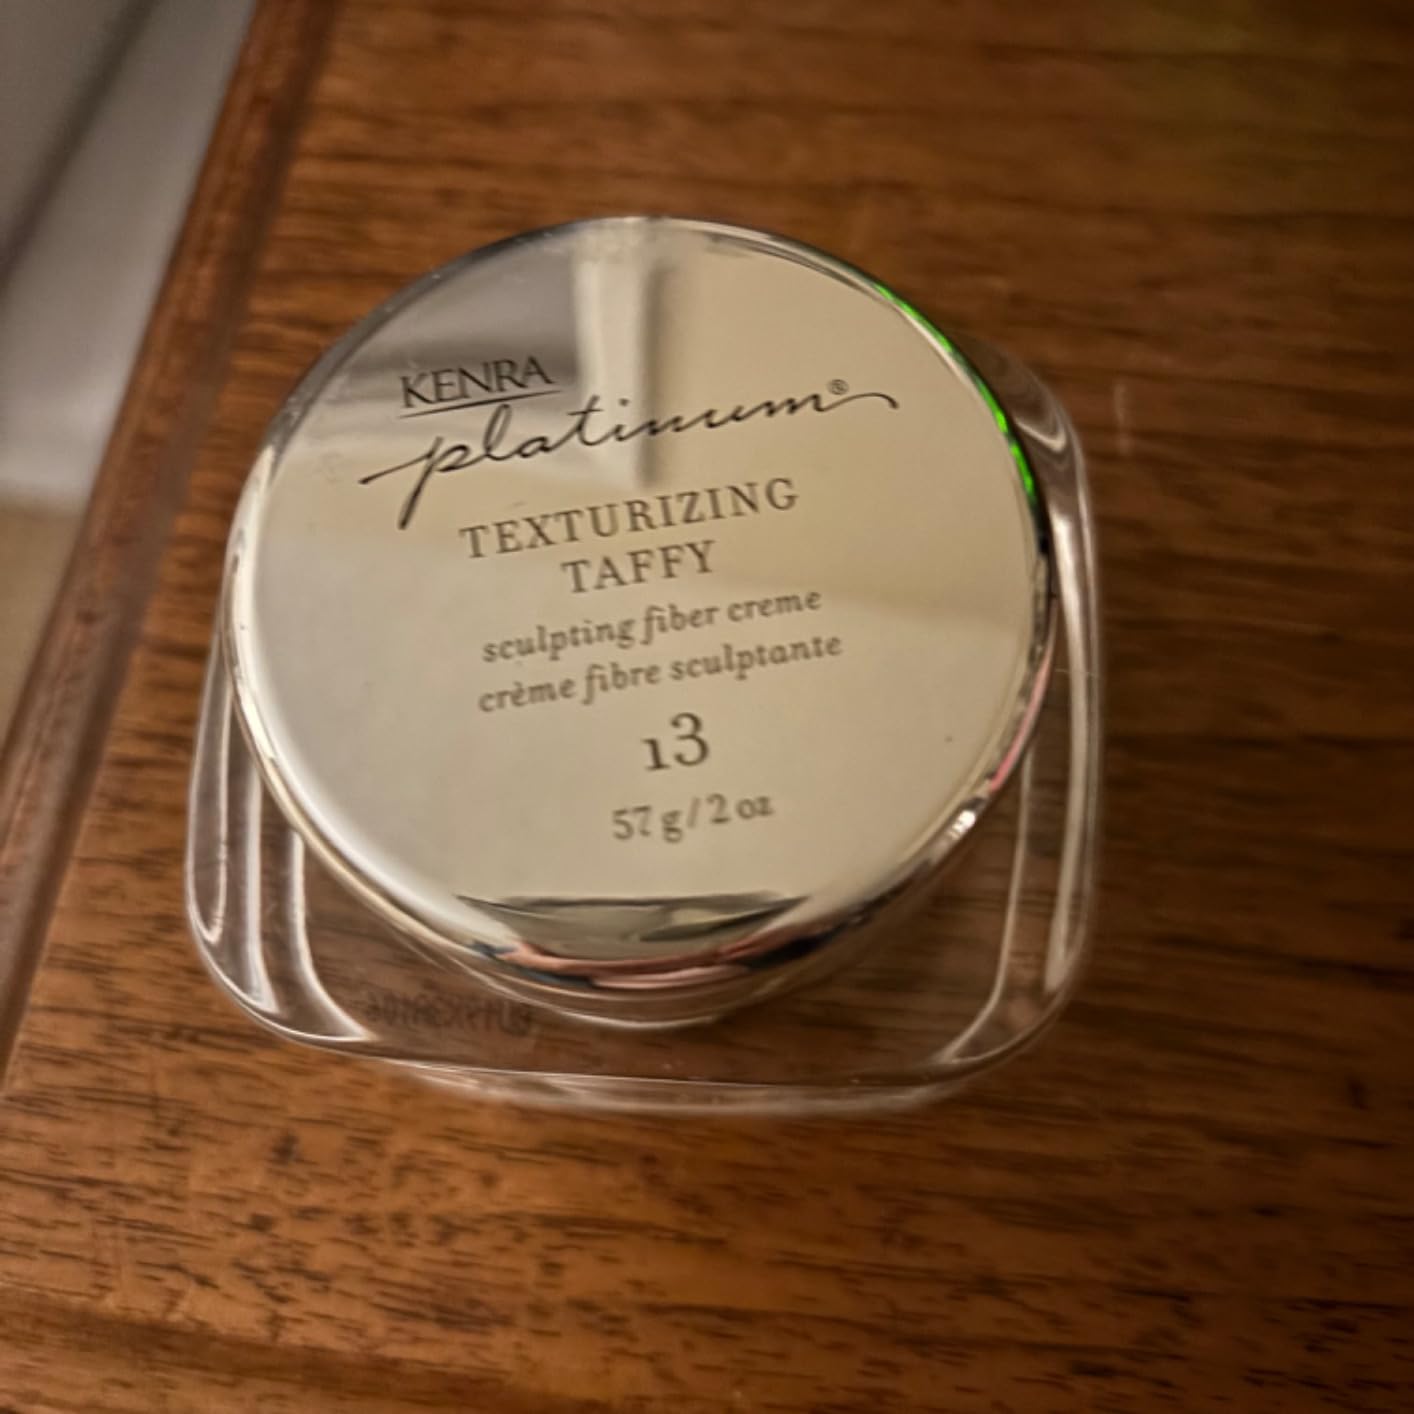 KENRA
platinum®
TEXTURIZING
TAFFY
sculpting fiber creme
crème fibre sculptante
13
57 g / 2 oz